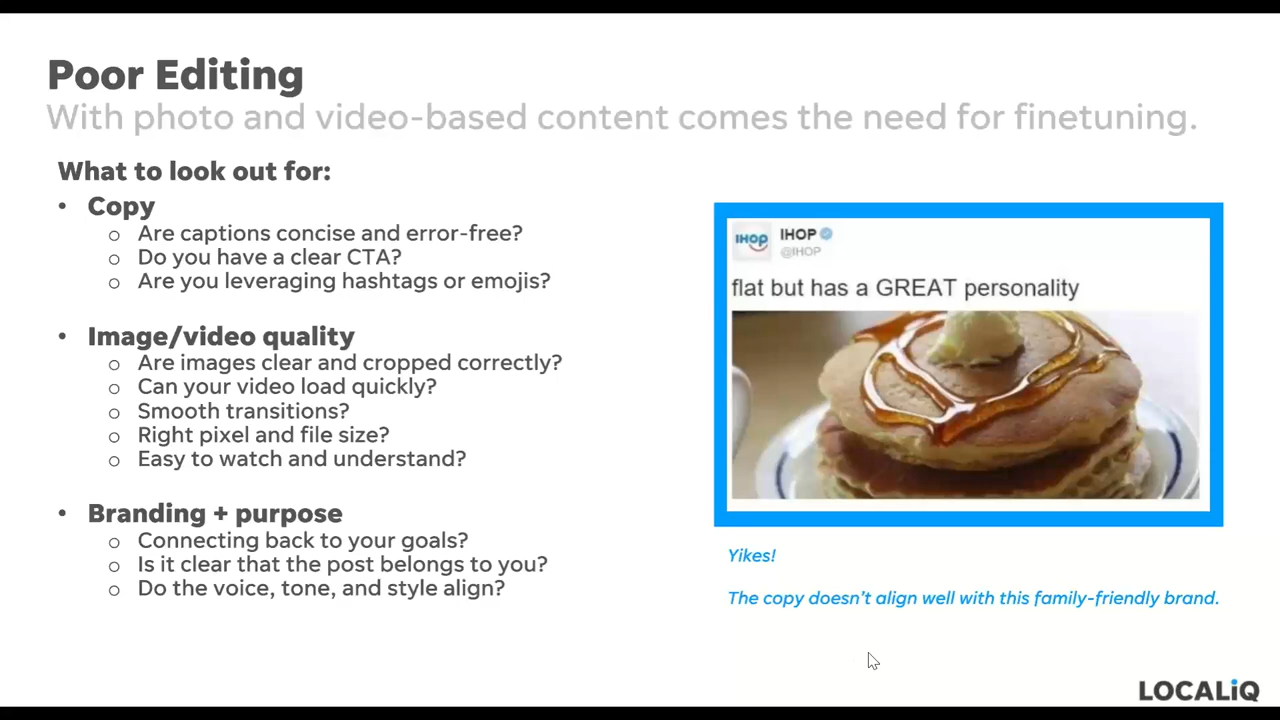 Poor Editing
With photo and video-based content comes the need for finetuning.
What to look out for:
• Copy
o Are captions concise and error-free?
o Do you have a clear CTA?
o Are you leveraging hashtags or emojis?
• Image/video quality
o Are images clear and cropped correctly?
o Can your video load quickly?
o Smooth transitions?
o Right pixel and file size?
o Easy to watch and understand?
• Branding + purpose
o Connecting back to your goals?
o Is it clear that the post belongs to you?
o Do the voice, tone, and style align?
IHOP
IHOP
@IHOP
flat but has a GREAT personality
Yikes!
The copy doesn't align well with this family-friendly brand.
LOCALiQ